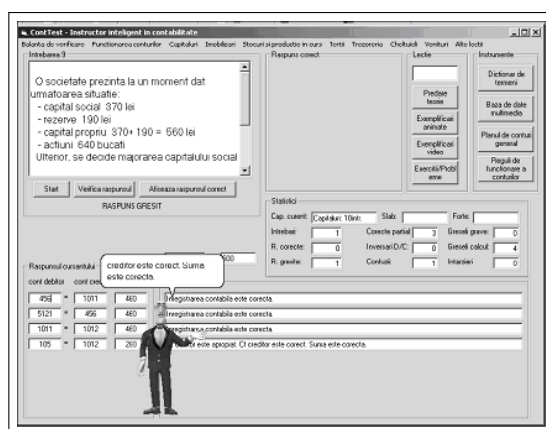 ContTest - Instructor inteligent in contabilitate
Balanta de verificare Functionarea conturilor Capitaluri Imobilizari Stocuri si productie in curs Tertii Trezoreria Cheltuieli Venituri Alte lectii
Intrebarea 9
O societate prezinta la un moment dat
urmatoarea situatie:
- capital social 370 lei
- rezerve 190 lei
- capital propriu 370+ 190 = 560 lei
- actiuni 640 bucati
Ulterior, se decide majorarea capitalului social
Start Verifica raspunsul Afiseaza raspunsul corect
RASPUNS GRESIT
Raspuns corect
Lectie
Predare
teorie
Exemplificari
animate
Exemplificari
video
Exercitii/Probl
eme
Instrumente
Dictionar de
termeni
Baza de date
multimedia
Planul de conturi
general
Reguli de
functionare a
conturilor
Statistici
Cap. curent: Capitaluri: 10intr. Slab: Forte:
Intrebari: 1 Corecte partial: 3 Greseli grave: 0
R. corecte: 0 Inversari D/C: 0 Greseli calcul: 4
R. gresite: 1 Confuzii: 1 Intarzieri 0
creditor este corect. Suma
este corecta.
500
Raspunsul cursantului
cont debitor cont
456 = 1011 460 Inregistrarea contabila este corecta.
5121 = 456 460 Inregistrarea contabila este corecta.
1011 = 1012 460 Inregistrarea contabila este corecta.
105 = 1012 260 este apropiat. Ct creditor este corect. Suma este corecta.